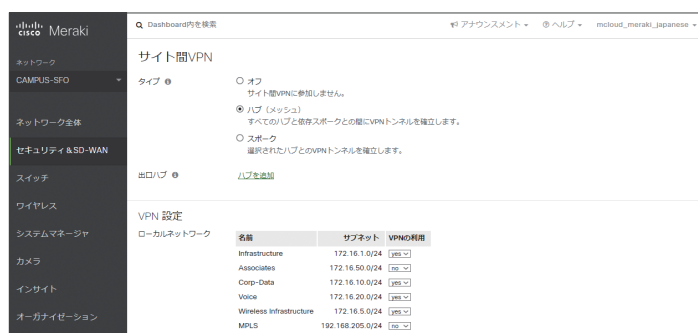 cisco Meraki
Dashboard内を検索
アナウンスメント
ヘルプ
mcloud_meraki_japanese
ネットワーク
CAMPUS-SFO
ネットワーク全体
セキュリティ＆SD-WAN
スイッチ
ワイヤレス
システムマネージャ
カメラ
インサイト
オーガナイゼーション
サイト間VPN
タイプ
オフ
サイト間VPNに参加しません。
ハブ（メッシュ）
すべてのハブと依存スポークとの間にVPNトンネルを確立します。
スポーク
選択されたハブとのVPNトンネルを確立します。
出口ハブ
ハブを追加
VPN 設定
ローカルネットワーク
名前 サブネット VPNの利用
Infrastructure 172.16.1.0/24 yes
Associates 172.16.50.0/24 no
Corp-Data 172.16.10.0/24 yes
Voice 172.16.20.0/24 yes
Wireless Infrastructure 172.16.5.0/24 yes
MPLS 192.168.205.0/24 no